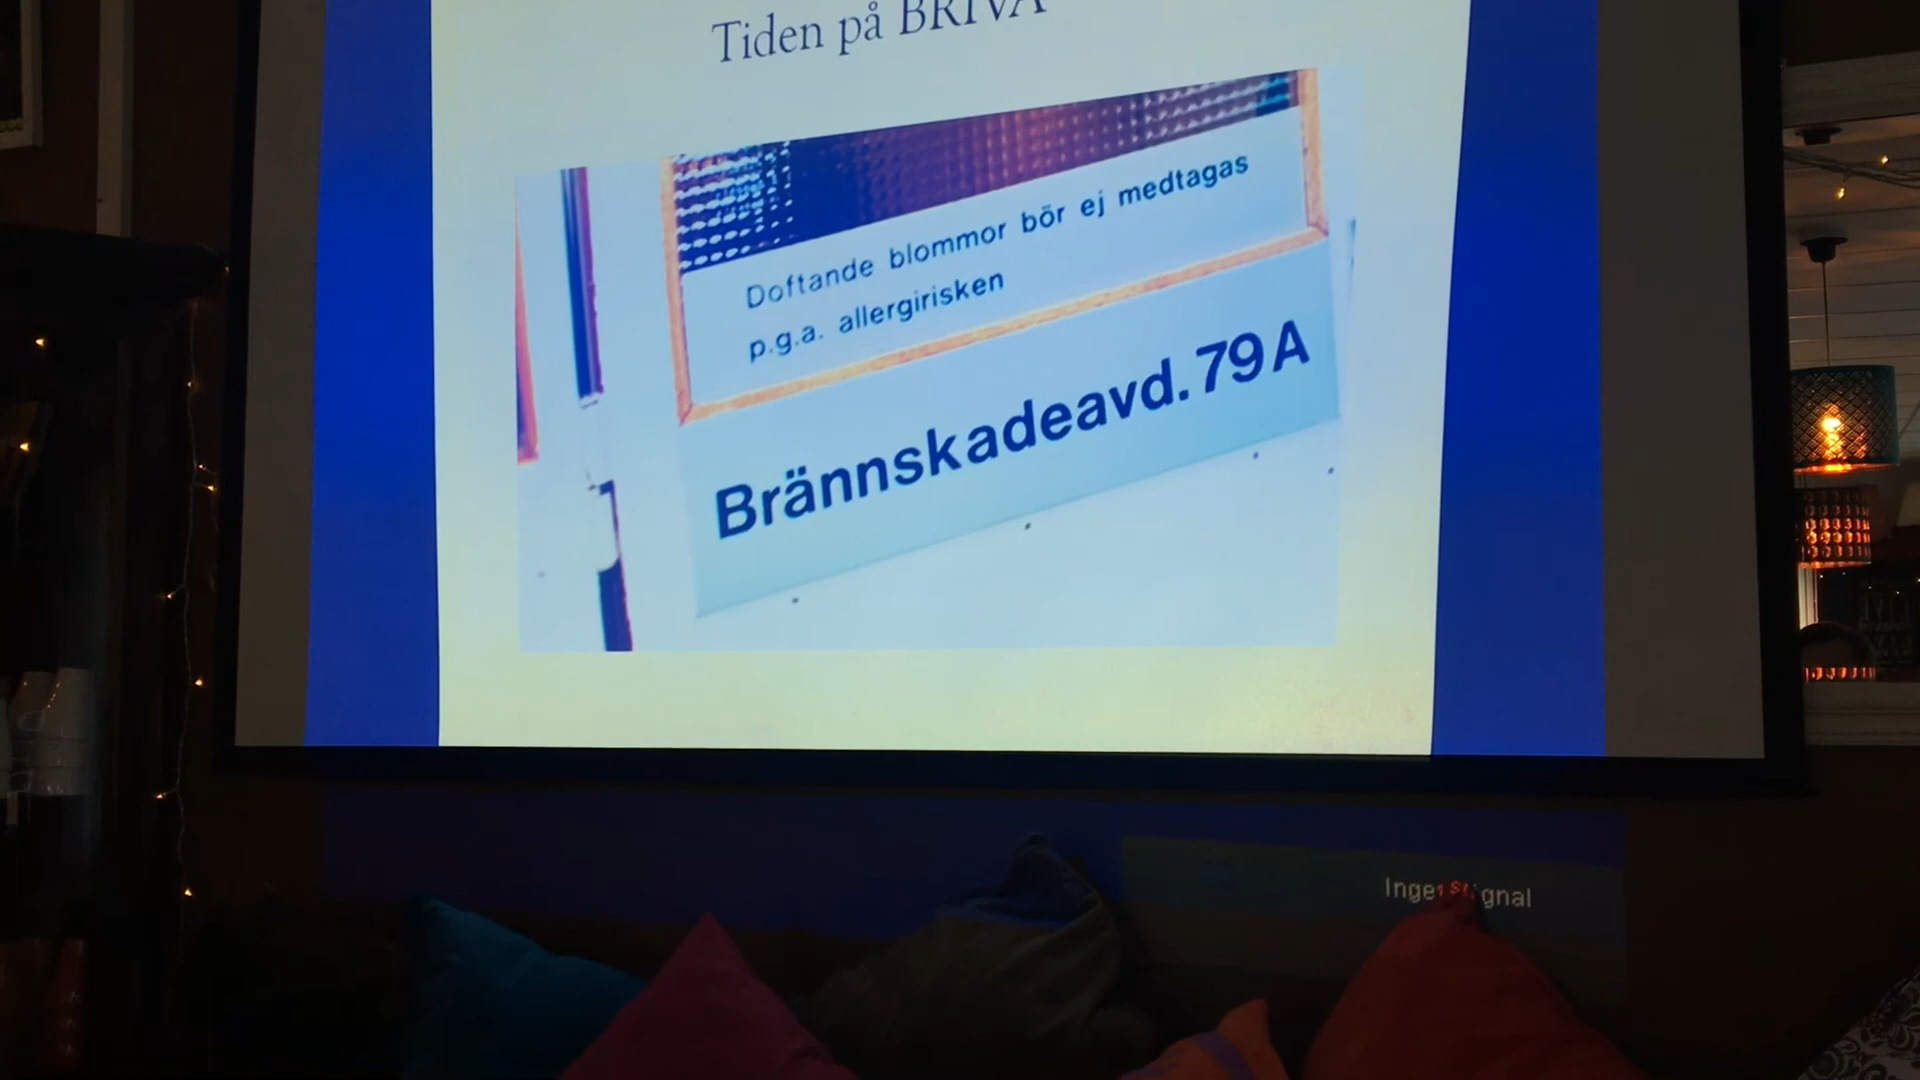 Tiden på BRIVA
Doftande blommor bör ej medtagas
p.g.a. allergirisken
Brännskadeavd. 79 A